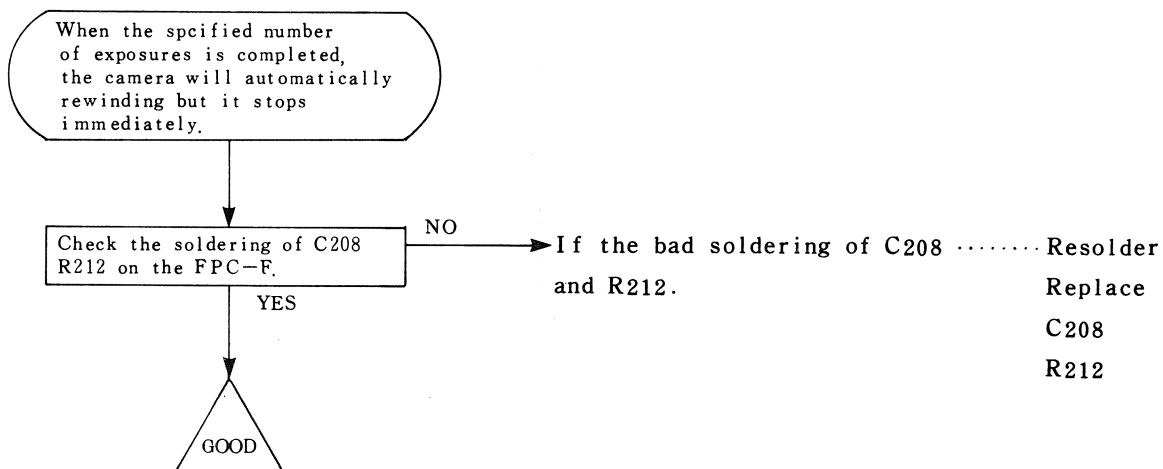 When the spcified number
of exposures is completed,
the camera will automatically
rewinding but it stops
immediately.
Check the soldering of C208
R212 on the FPC-F.
NO
If the bad soldering of C208 ········ Resolder
and R212.
Replace
C208
R212
YES
GOOD